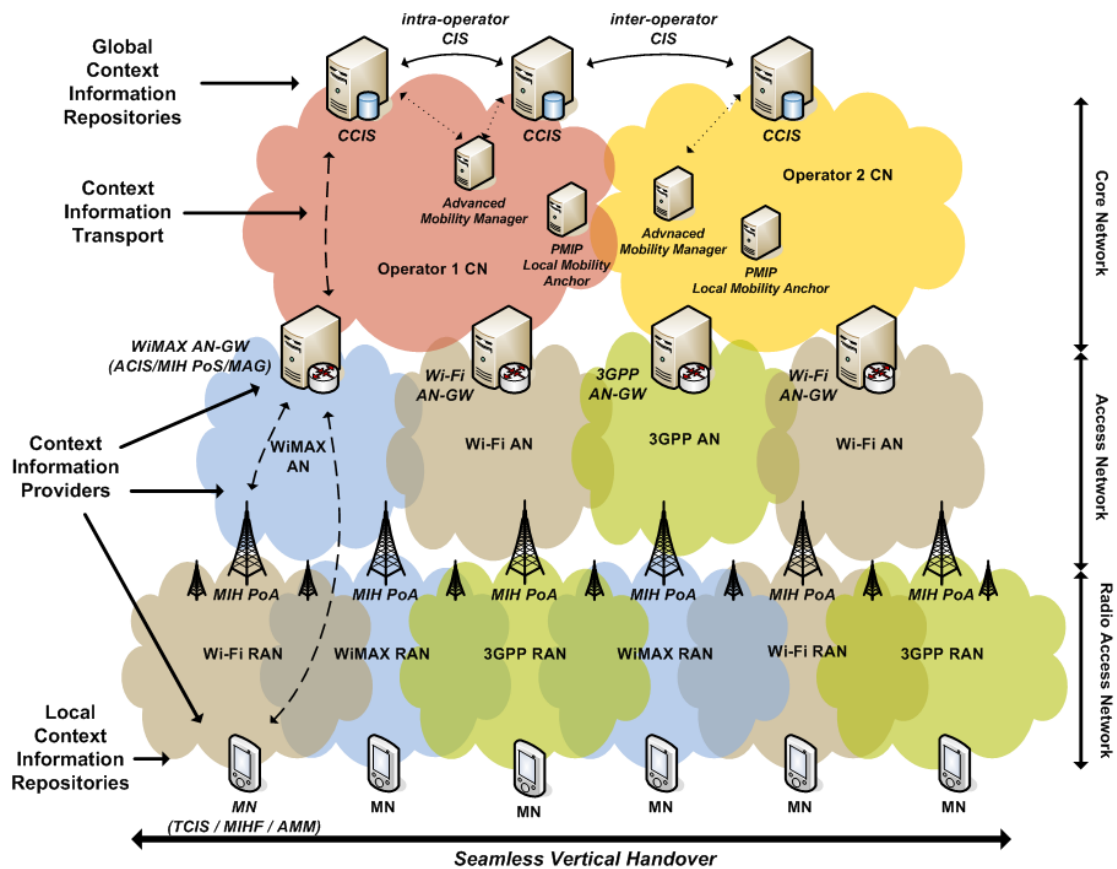 intra-operator
CIS
inter-operator
CIS
Global
Context
Information
Repositories
CCIS
CCIS
CCIS
Context
Information
Transport
Advanced
Mobility Manager
Operator 1 CN
PMIP
Local Mobility
Anchor
Operator 2 CN
Advnaced
Mobility Manager
PMIP
Local Mobility Anchor
Core Network
WiMAX AN-GW
(ACIS/MIH PoS/MAG)
Wi-Fi
AN-GW
3GPP
AN-GW
Wi-Fi
AN-GW
Context
Information
Providers
WiMAX
AN
Wi-Fi AN
3GPP AN
Wi-Fi AN
Access Network
MIH PoA
MIH PoA
MIH PoA
MIH PoA
MIH PoA
MIH PoA
Wi-Fi RAN
WiMAX RAN
3GPP RAN
WiMAX RAN
Wi-Fi RAN
3GPP RAN
Radio Access Network
Local
Context
Information
Repositories
MN
(TCIS / MIHF / AMM)
MN
MN
MN
MN
MN
Seamless Vertical Handover